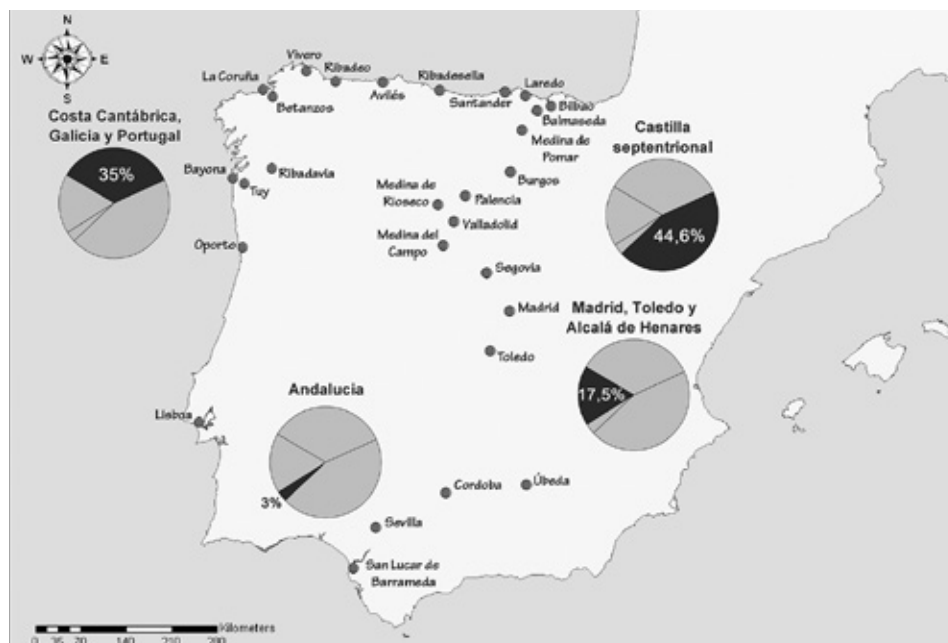 N
W E
S
Vivero
Ribadeo
La Coruña
Betanzos
Avilés
Ribadesella
Santander
Laredo
Bilbao
Balmaseda
Medina de
Pomar
Costa Cantábrica,
Galicia y Portugal
35%
Castilla
septentrional
44,6%
Bayona
Tuy
Ribadavia
Burgos
Medina de
Rioseco
Palencia
Valladolid
Medina del
Campo
Oporto
Segovia
Madrid
Toledo
Madrid, Toledo y
Alcalá de Henares
17,5%
Andalucia
3%
Lisboa
Cordoba
Úbeda
Sevilla
San Lucar de
Barrameda
Kilometers
0 35 70 140 210 280